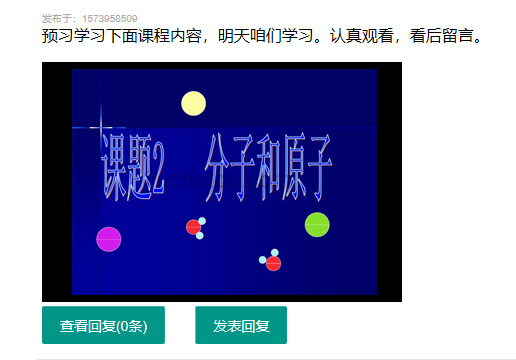 发布于：1573958509
预习学习下面课程内容，明天咱们学习。认真观看，看后留言。
课题2 分子和原子
查看回复(0条)
发表回复